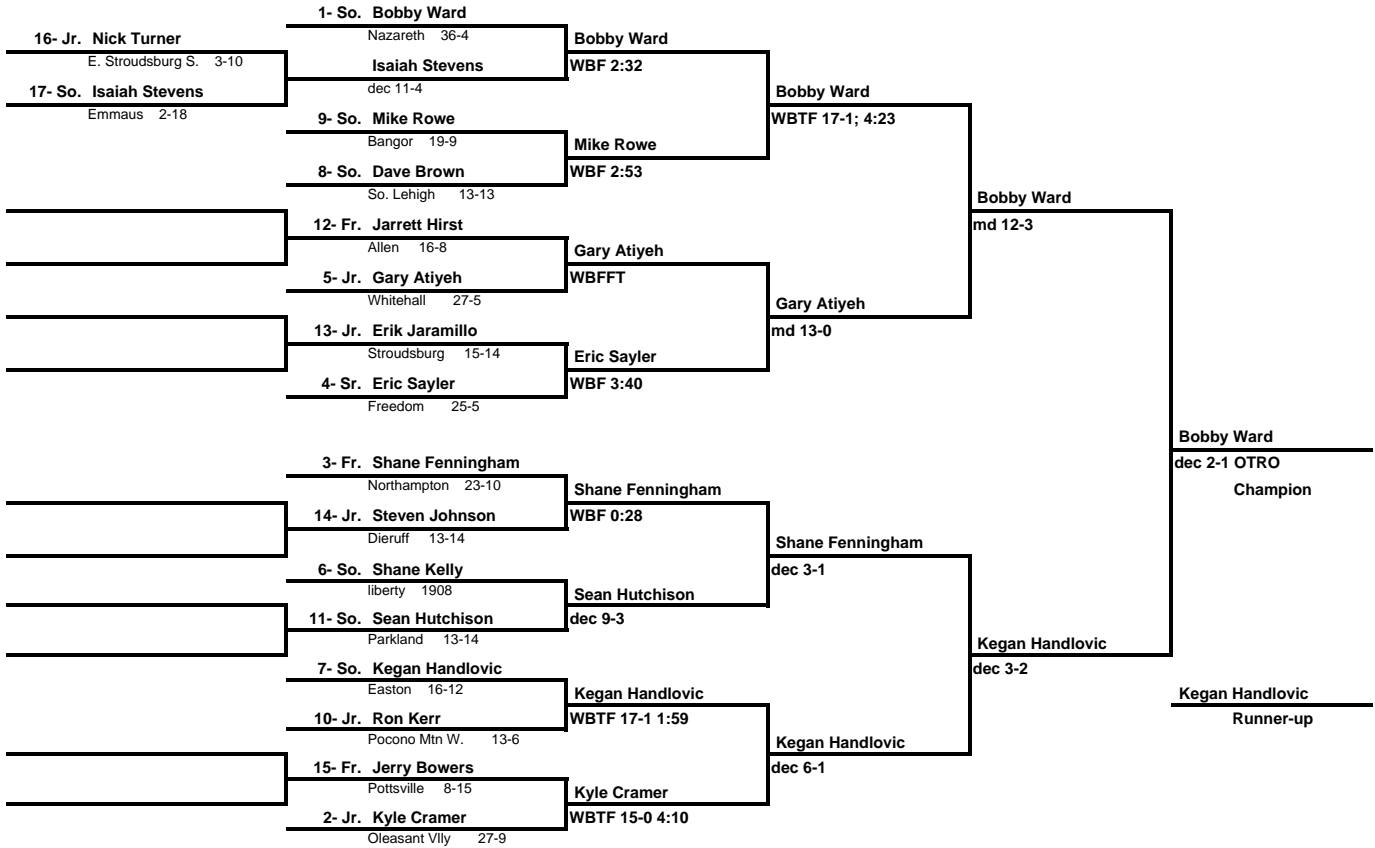 1- So. Bobby Ward
Nazareth 36-4
16- Jr. Nick Turner
E. Stroudsburg S. 3-10
Bobby Ward
WBF 2:32
Isaiah Stevens
dec 11-4
17- So. Isaiah Stevens
Emmaus 2-18
Bobby Ward
WBTF 17-1; 4:23
9- So. Mike Rowe
Bangor 19-9
Mike Rowe
WBF 2:53
8- So. Dave Brown
So. Lehigh 13-13
Bobby Ward
md 12-3
12- Fr. Jarrett Hirst
Allen 16-8
Gary Atiyeh
WBFFT
5- Jr. Gary Atiyeh
Whitehall 27-5
Gary Atiyeh
md 13-0
13- Jr. Erik Jaramillo
Stroudsburg 15-14
Eric Sayler
WBF 3:40
4- Sr. Eric Sayler
Freedom 25-5
Bobby Ward
dec 2-1 OTRO
Champion
3- Fr. Shane Fenningham
Northampton 23-10
Shane Fenningham
WBF 0:28
14- Jr. Steven Johnson
Dieruff 13-14
Shane Fenningham
dec 3-1
6- So. Shane Kelly
liberty 1908
Sean Hutchison
dec 9-3
11- So. Sean Hutchison
Parkland 13-14
Kegan Handlovic
dec 3-2
7- So. Kegan Handlovic
Easton 16-12
Kegan Handlovic
WBTF 17-1 1:59
Kegan Handlovic
Runner-up
10- Jr. Ron Kerr
Pocono Mtn W. 13-6
Kegan Handlovic
dec 6-1
15- Fr. Jerry Bowers
Pottsville 8-15
Kyle Cramer
WBTF 15-0 4:10
2- Jr. Kyle Cramer
Oleasant Vlly 27-9